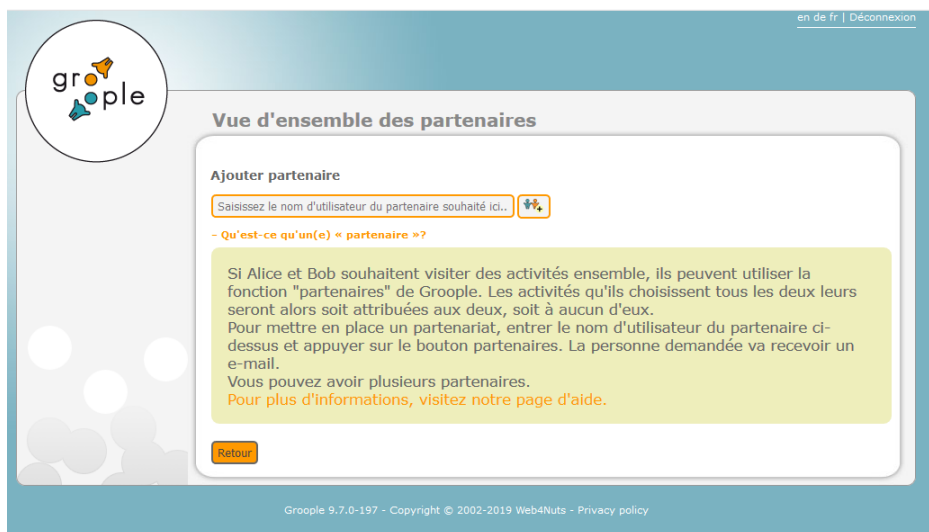 en de fr | Déconnexion
gro
ople
Vue d'ensemble des partenaires
Ajouter partenaire
Saisissez le nom d'utilisateur du partenaire souhaité ici..
– Qu'est-ce qu'un(e) « partenaire »?
Si Alice et Bob souhaitent visiter des activités ensemble, ils peuvent utiliser la
fonction "partenaires" de Groople. Les activités qu'ils choisissent tous les deux leurs
seront alors soit attribuées aux deux, soit à aucun d'eux.
Pour mettre en place un partenariat, entrer le nom d'utilisateur du partenaire ci-
dessus et appuyer sur le bouton partenaires. La personne demandée va recevoir un
e-mail.
Vous pouvez avoir plusieurs partenaires.
Pour plus d'informations, visitez notre page d'aide.
Retour
Groople 9.7.0-197 - Copyright © 2002-2019 Web4Nuts - Privacy policy